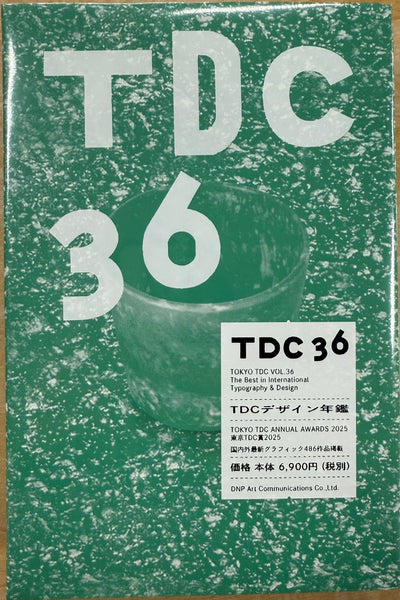 TDC
36
TDC 36
TOKYO TDC VOL.36
The Best in International
Typography & Design
TDCデザイン年鑑
TOKYO TDC ANNUAL AWARDS 2025
東京TDC賞2025
国内外最新グラフィック486作品掲載
価格 本体 6,900円（税別）
DNP Art Communications Co.,Ltd.